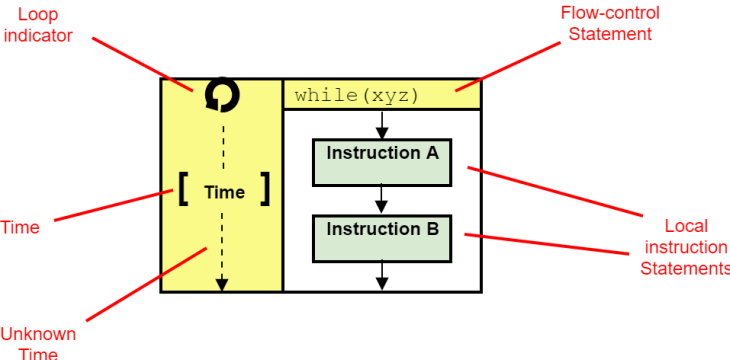 Loop
indicator
Flow-control
Statement
while(xyz)
Instruction A
[ Time ]
Time
Instruction B
Local
instruction
Statements
Unknown
Time